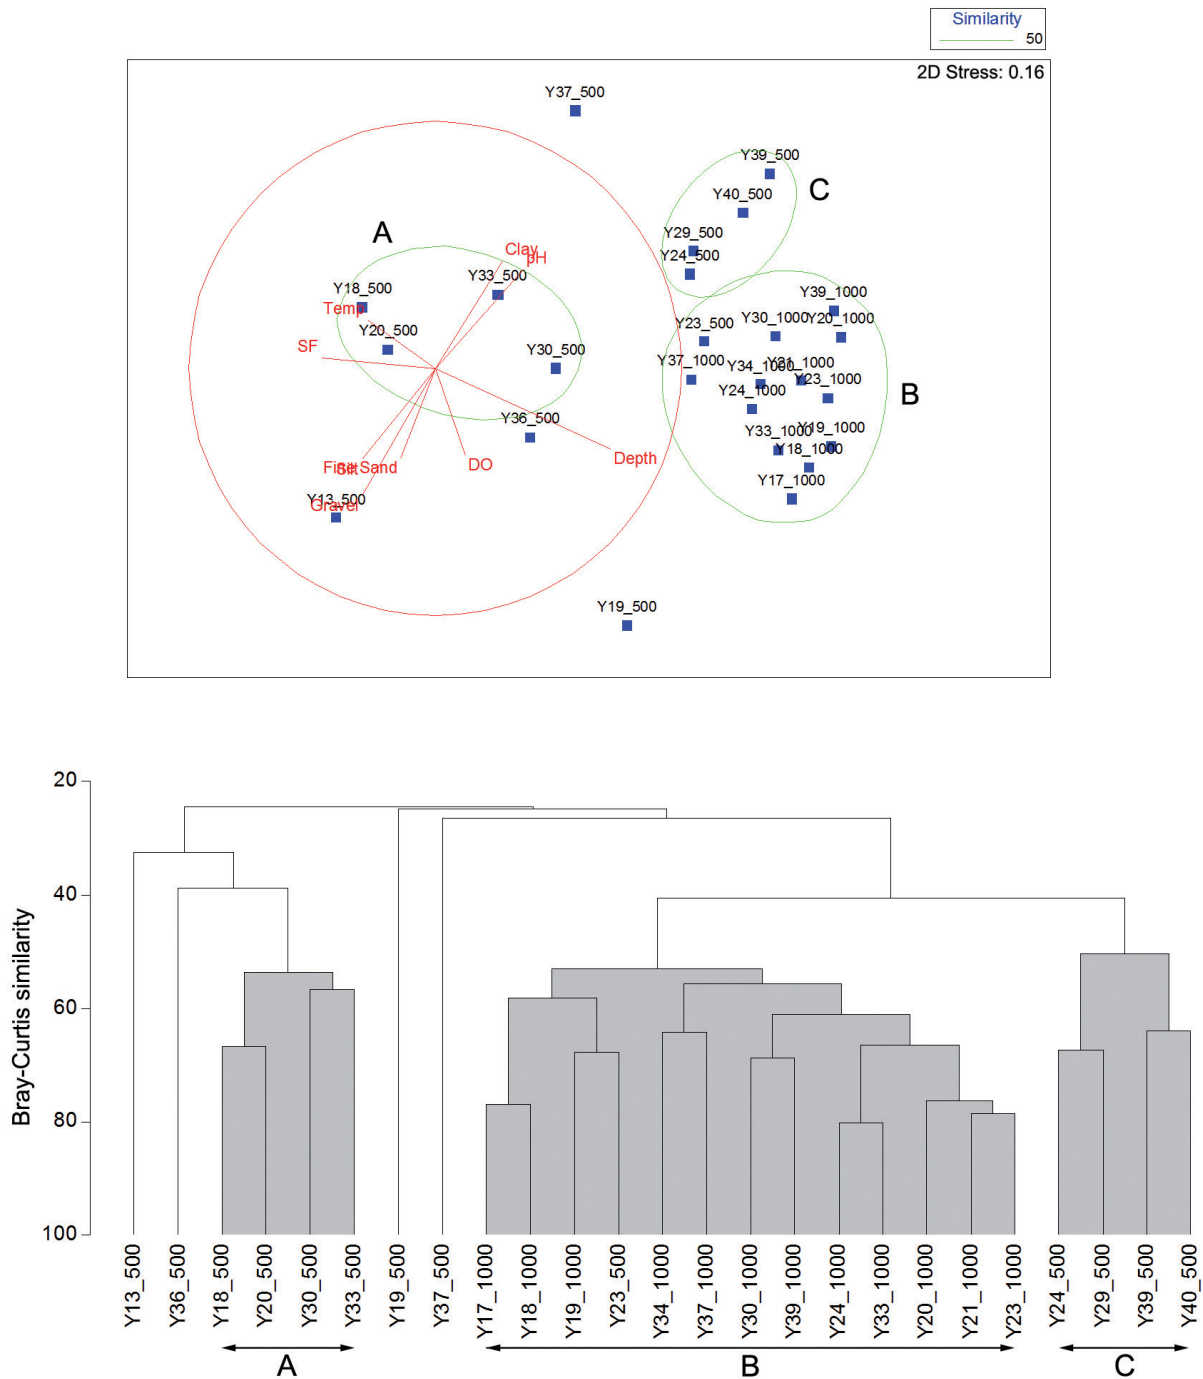 Similarity
50
2D Stress: 0.16
Y37_500
Y39_500
C
Y40_500
A
Y29_500
Clay
pH
Y24_500
Y33_500
Y18_500
Y39_1000
Temp
Y30_1000
Y20_1000
Y23_500
Y20_500
SF
Y37_1000
Y21_1000
Y30_500
Y34_1000
Y23_1000
B
Y24_1000
Y36_500
Y33_1000
Y19_1000
Y18_1000
Depth
Fine Sand
Silt
DO
Y17_1000
Y13_500
Gravel
Y19_500
20
40
60
80
100
Bray-Curtis similarity
Y13_500
Y36_500
Y18_500
Y20_500
Y30_500
Y33_500
Y19_500
Y37_500
Y17_1000
Y18_1000
Y19_1000
Y23_500
Y34_1000
Y37_1000
Y30_1000
Y39_1000
Y24_1000
Y33_1000
Y20_1000
Y21_1000
Y23_1000
Y24_500
Y29_500
Y39_500
Y40_500
A
B
C